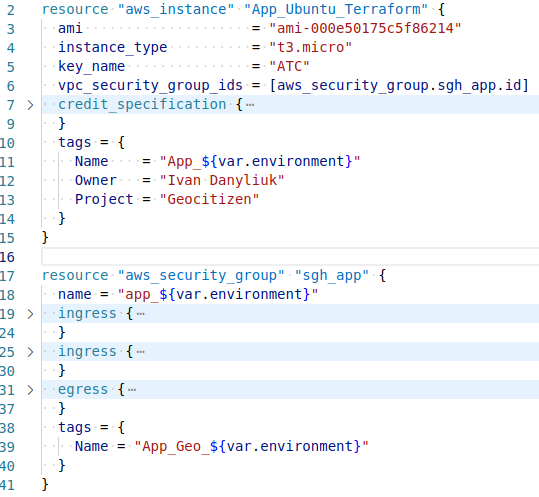 2 resource "aws_instance" "App_Ubuntu_Terraform" {
3   ami                    = "ami-000e50175c5f86214"
4   instance_type          = "t3.micro"
5   key_name               = "ATC"
6   vpc_security_group_ids = [aws_security_group.sgh_app.id]
7 >   credit_specification { ⋯
9   }
10   tags = {
11     Name    = "App_${var.environment}"
12     Owner   = "Ivan Danyliuk"
13     Project = "Geocitizen"
14   }
15 }
16
17 resource "aws_security_group" "sgh_app" {
18   name = "app_${var.environment}"
19 >   ingress { ⋯
24   }
25 >   ingress { ⋯
30   }
31 >   egress { ⋯
37   }
38   tags = {
39     Name = "App_Geo_${var.environment}"
40   }
41 }